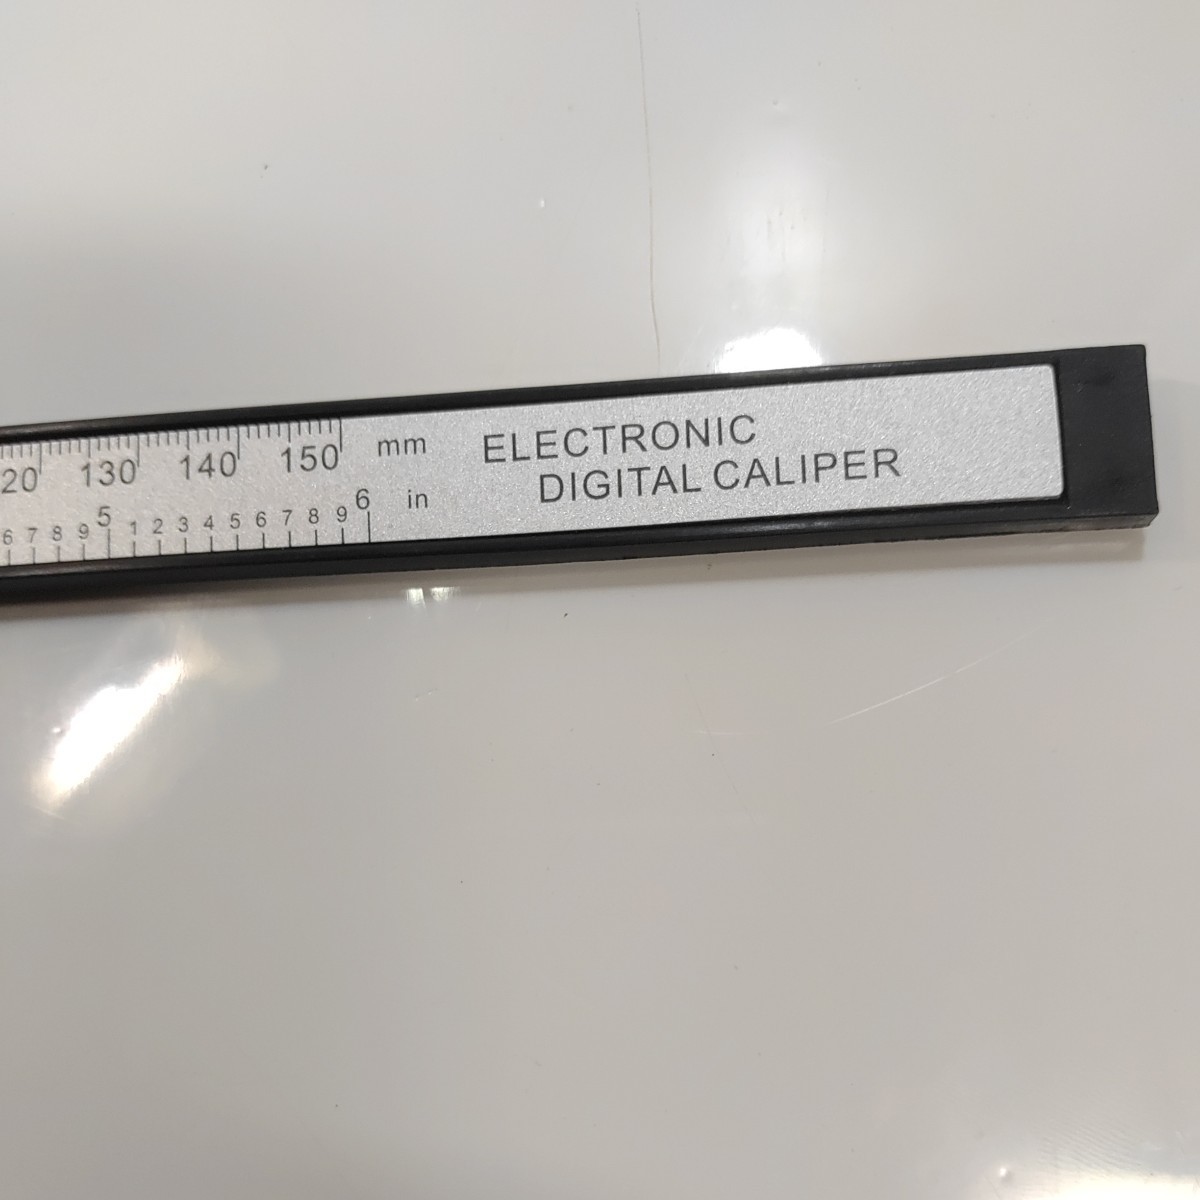 ELECTRONIC
DIGITAL CALIPER
20 130 140 150 mm
6 7 8 9 5 1 2 3 4 5 6 7 8 9 6 in